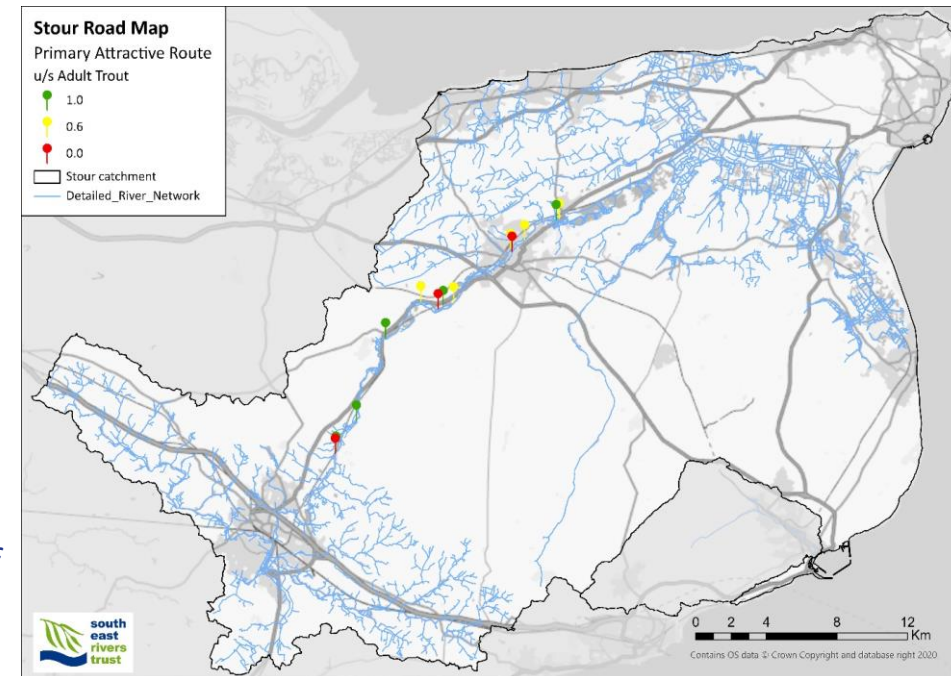 Stour Road Map
Primary Attractive Route
u/s Adult Trout
1.0
0.6
0.0
Stour catchment
Detailed_River_Network
south
east
rivers
trust
0 2 4 8 12
Km
Contains OS data © Crown Copyright and database right 2020